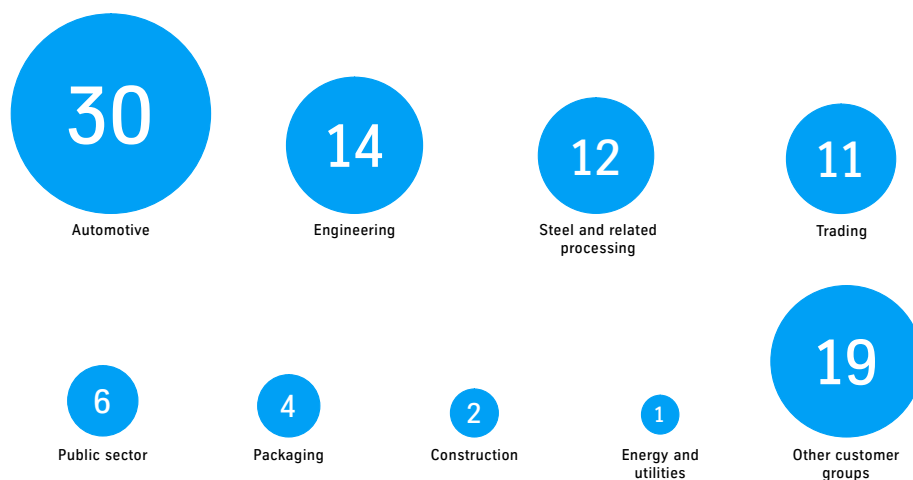 30
14
12
11
Automotive
Engineering
Steel and related
processing
Trading
6
4
2
1
19
Public sector
Packaging
Construction
Energy and
utilities
Other customer
groups